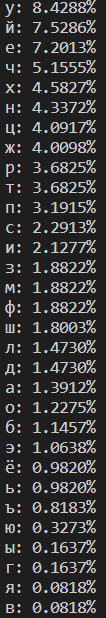 у: 8.4288%
й: 7.5286%
е: 7.2013%
ч: 5.1555%
х: 4.5827%
н: 4.3372%
ц: 4.0917%
ж: 4.0098%
р: 3.6825%
т: 3.6825%
п: 3.1915%
с: 2.2913%
и: 2.1277%
з: 1.8822%
м: 1.8822%
ф: 1.8822%
ш: 1.8003%
л: 1.4730%
д: 1.4730%
а: 1.3912%
о: 1.2275%
б: 1.1457%
э: 1.0638%
ё: 0.9820%
ь: 0.9820%
ъ: 0.8183%
ю: 0.3273%
ы: 0.1637%
г: 0.1637%
я: 0.0818%
в: 0.0818%